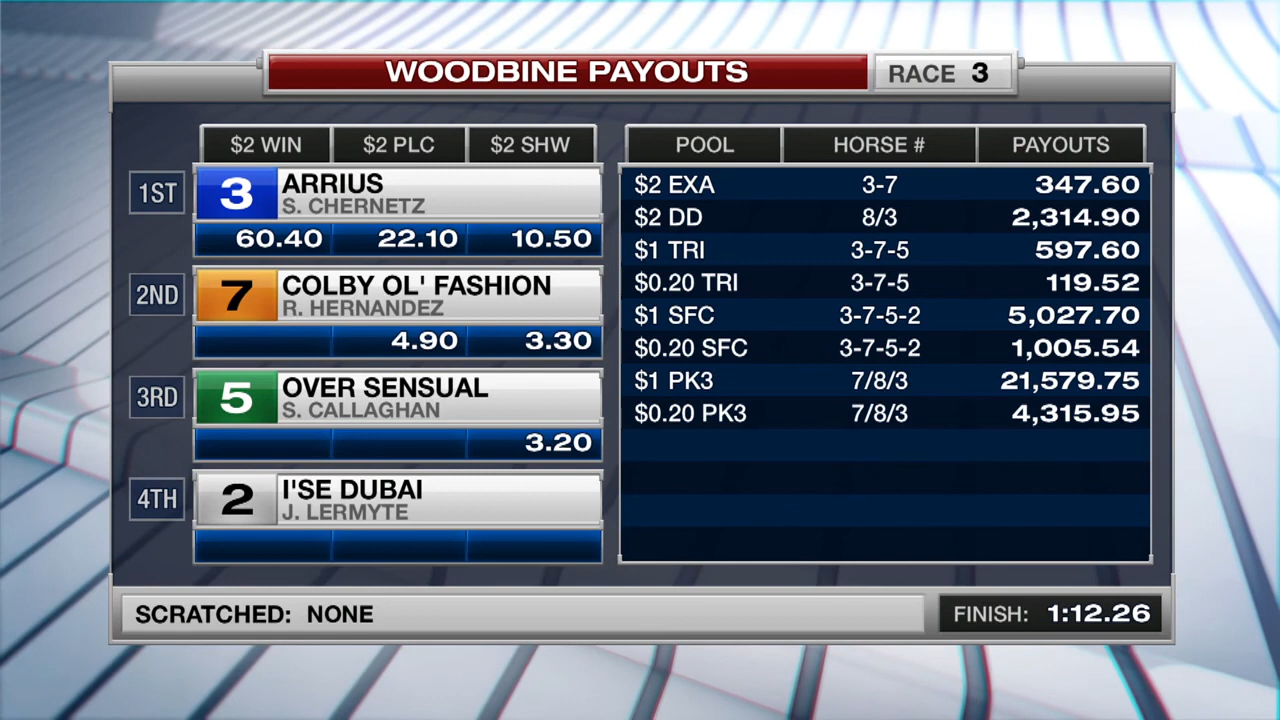 WOODBINE PAYOUTS
RACE 3
$2 WIN $2 PLC $2 SHW
1ST 3 ARRIUS
S. CHERNETZ
60.40 22.10 10.50
2ND 7 COLBY OL' FASHION
R. HERNANDEZ
4.90 3.30
3RD 5 OVER SENSUAL
S. CALLAGHAN
3.20
4TH 2 I'SE DUBAI
J. LERMYTE
POOL HORSE # PAYOUTS
$2 EXA 3-7 347.60
$2 DD 8/3 2,314.90
$1 TRI 3-7-5 597.60
$0.20 TRI 3-7-5 119.52
$1 SFC 3-7-5-2 5,027.70
$0.20 SFC 3-7-5-2 1,005.54
$1 PK3 7/8/3 21,579.75
$0.20 PK3 7/8/3 4,315.95
SCRATCHED: NONE
FINISH: 1:12.26